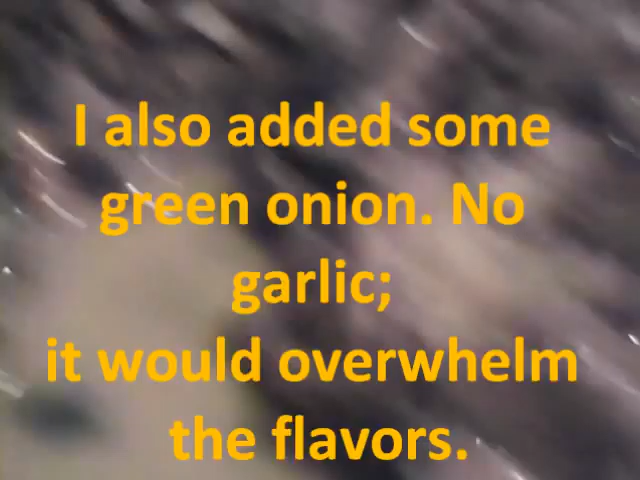 I also added some
green onion. No
garlic;
it would overwhelm
the flavors.